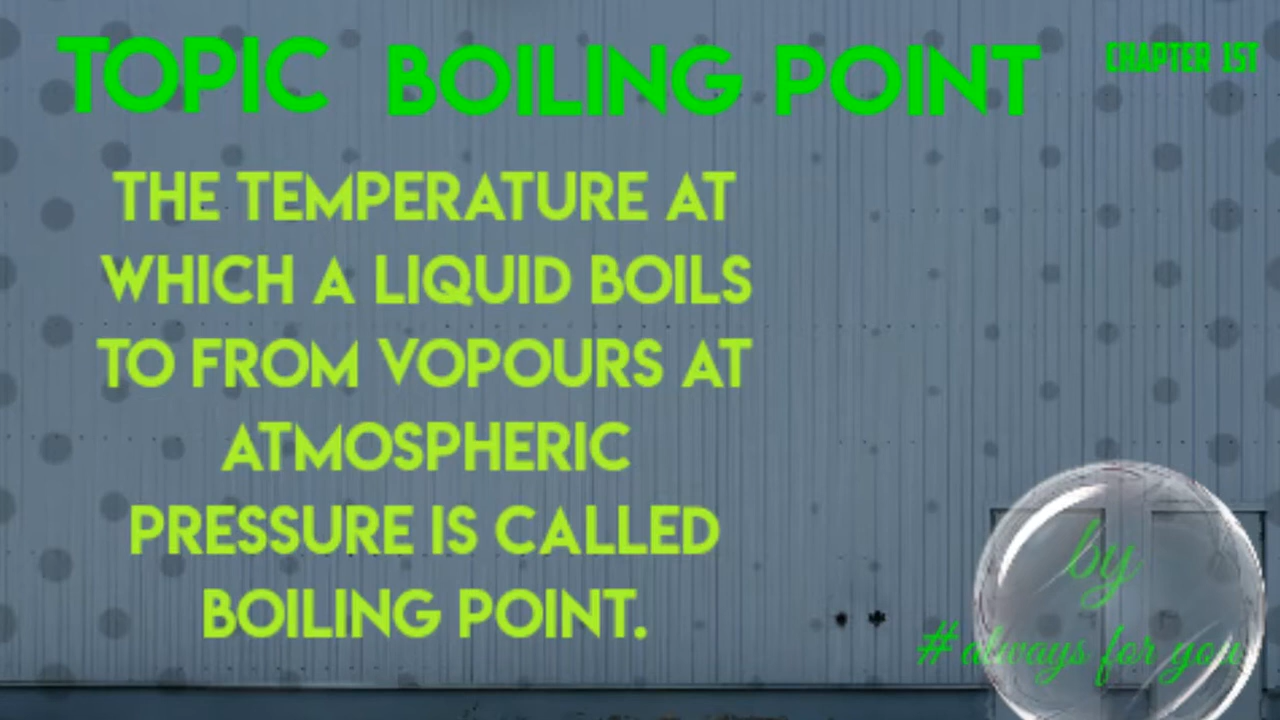 TOPIC BOILING POINT
CHAPTER 1ST
THE TEMPERATURE AT
WHICH A LIQUID BOILS
TO FROM VOPOURS AT
ATMOSPHERIC
PRESSURE IS CALLED
BOILING POINT.
by
# always for you